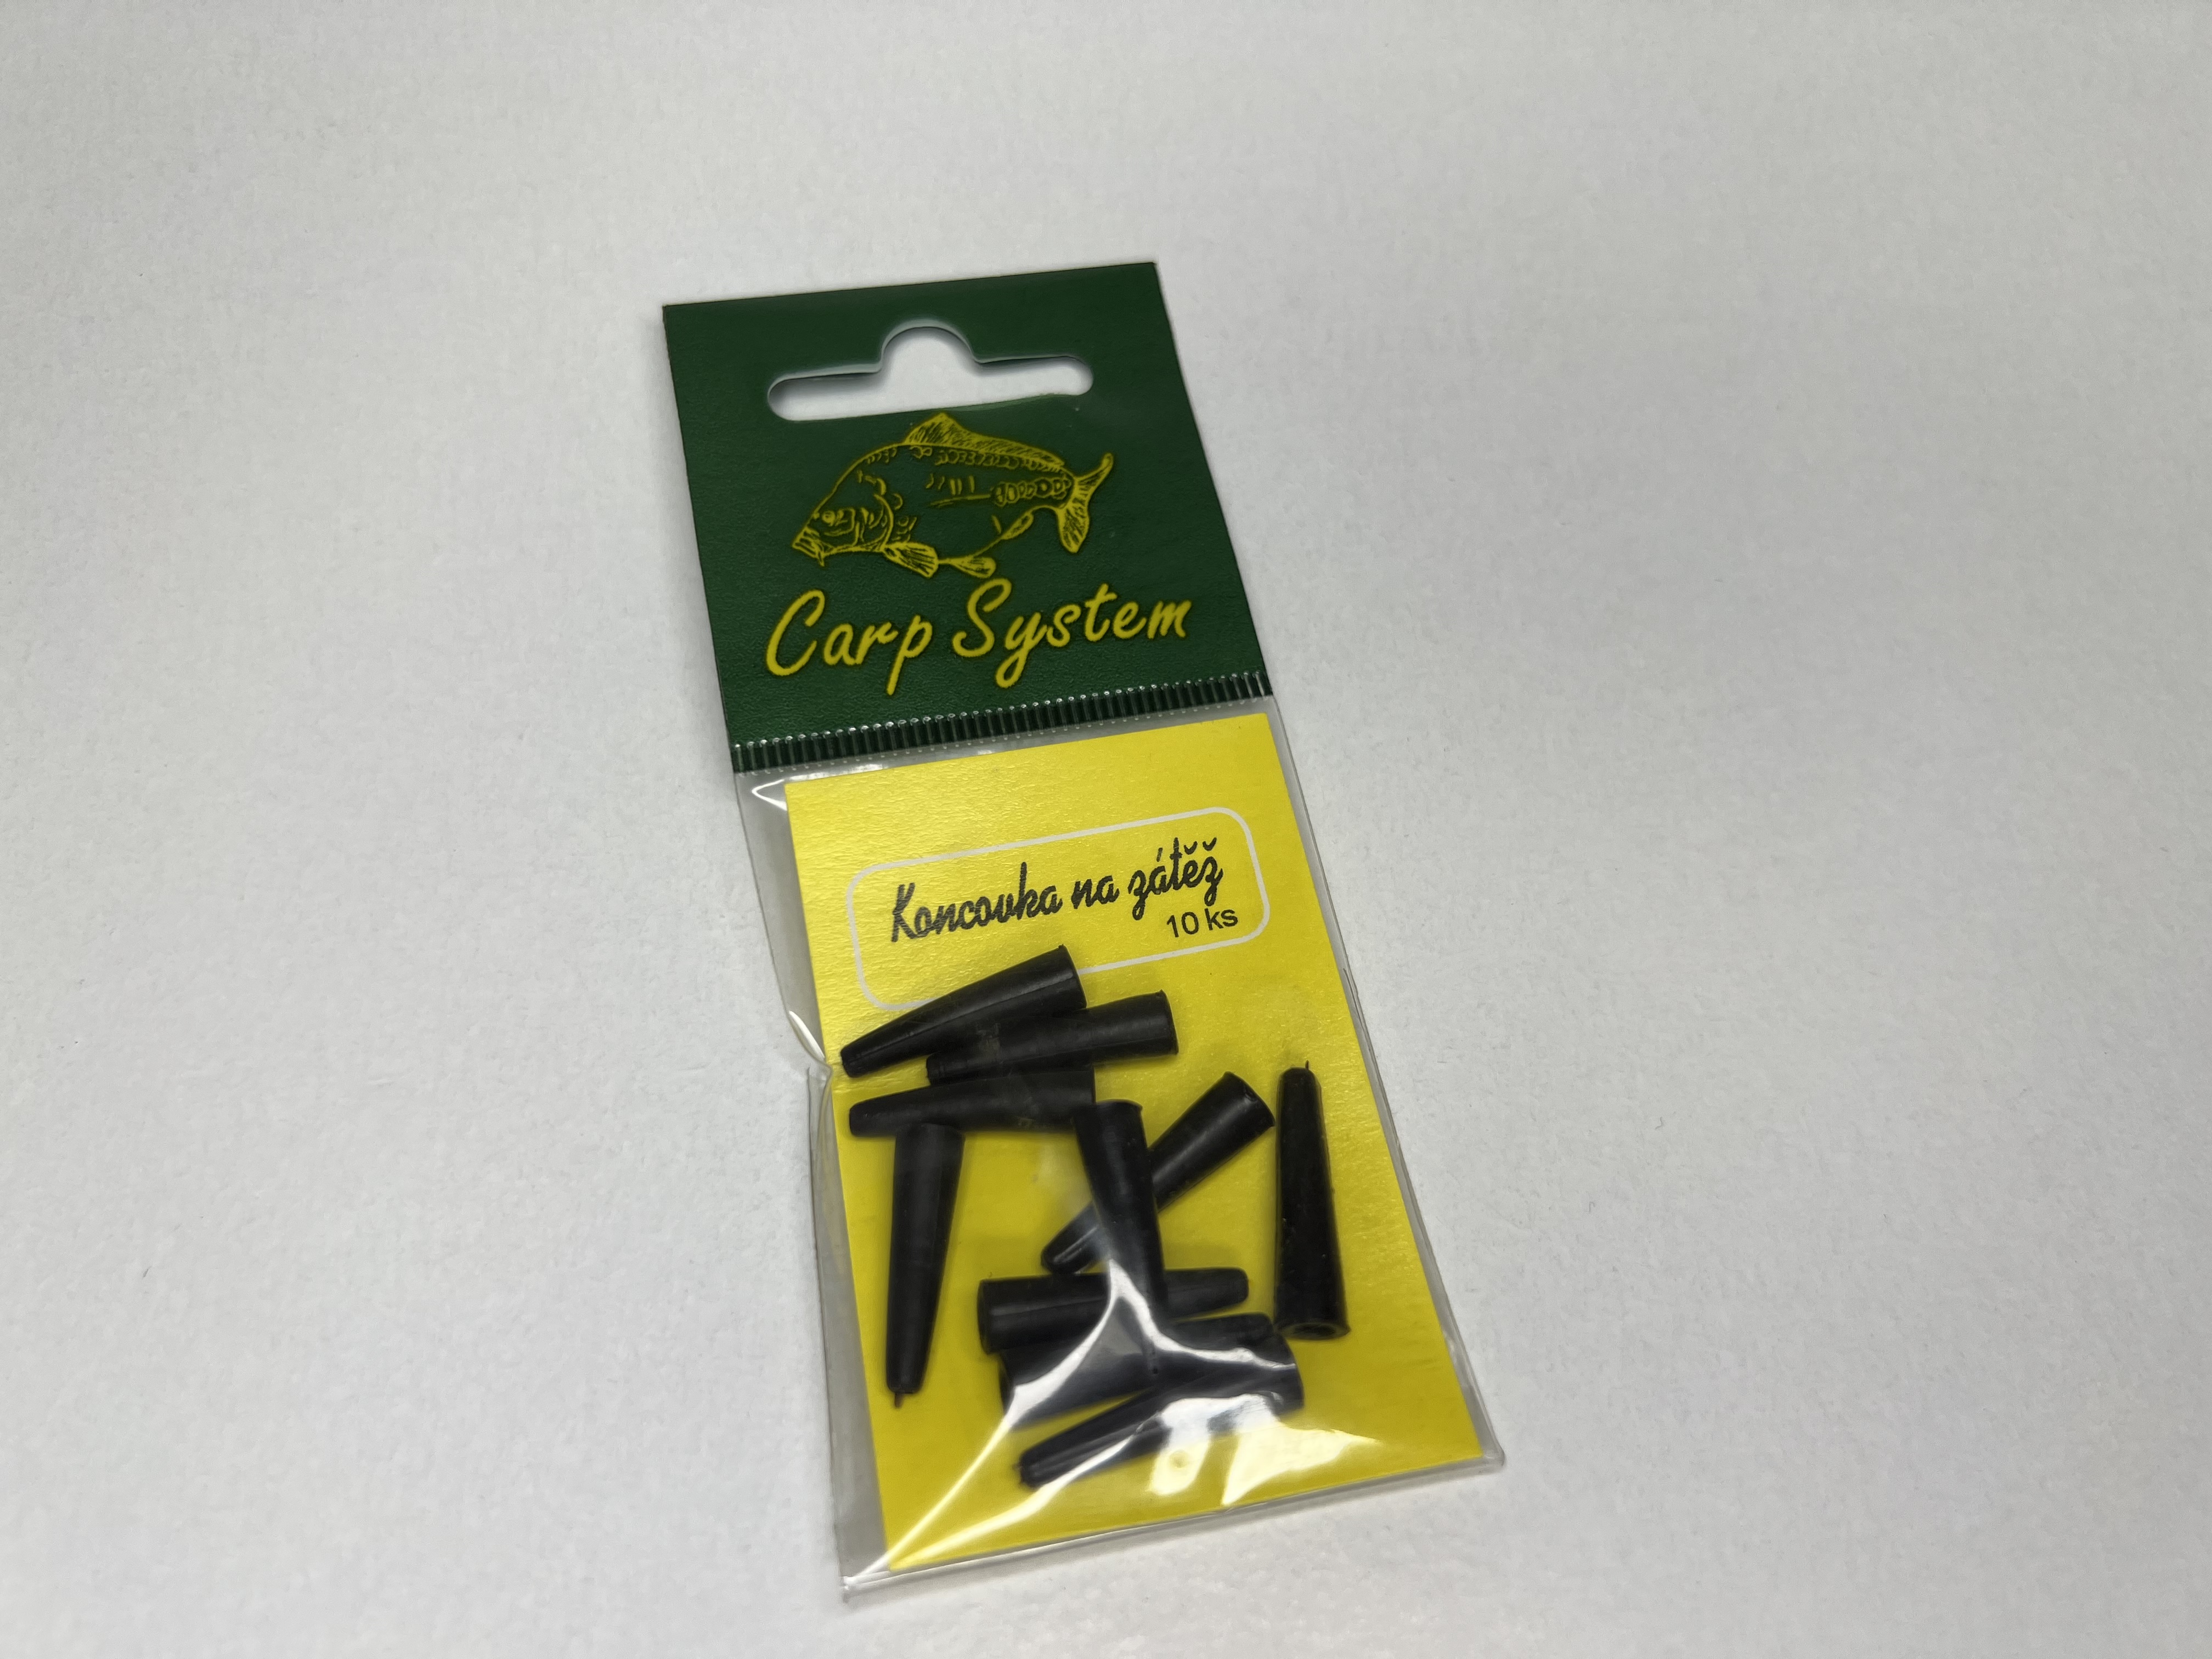 Carp System
Koncovka na zátěž
10 ks